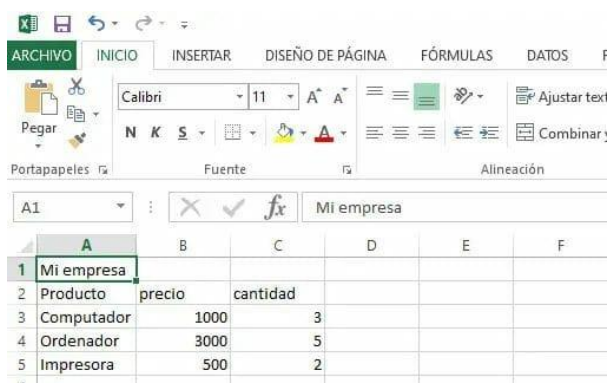 ARCHIVO INICIO INSERTAR DISEÑO DE PÁGINA FÓRMULAS DATOS
Calibri 11 A A Ajustar text
Pegar N K S A Combinar y
Portapapeles Fuente Alineación
A1 fx Mi empresa
A B C D E F
1 Mi empresa
2 Producto precio cantidad
3 Computador 1000 3
4 Ordenador 3000 5
5 Impresora 500 2